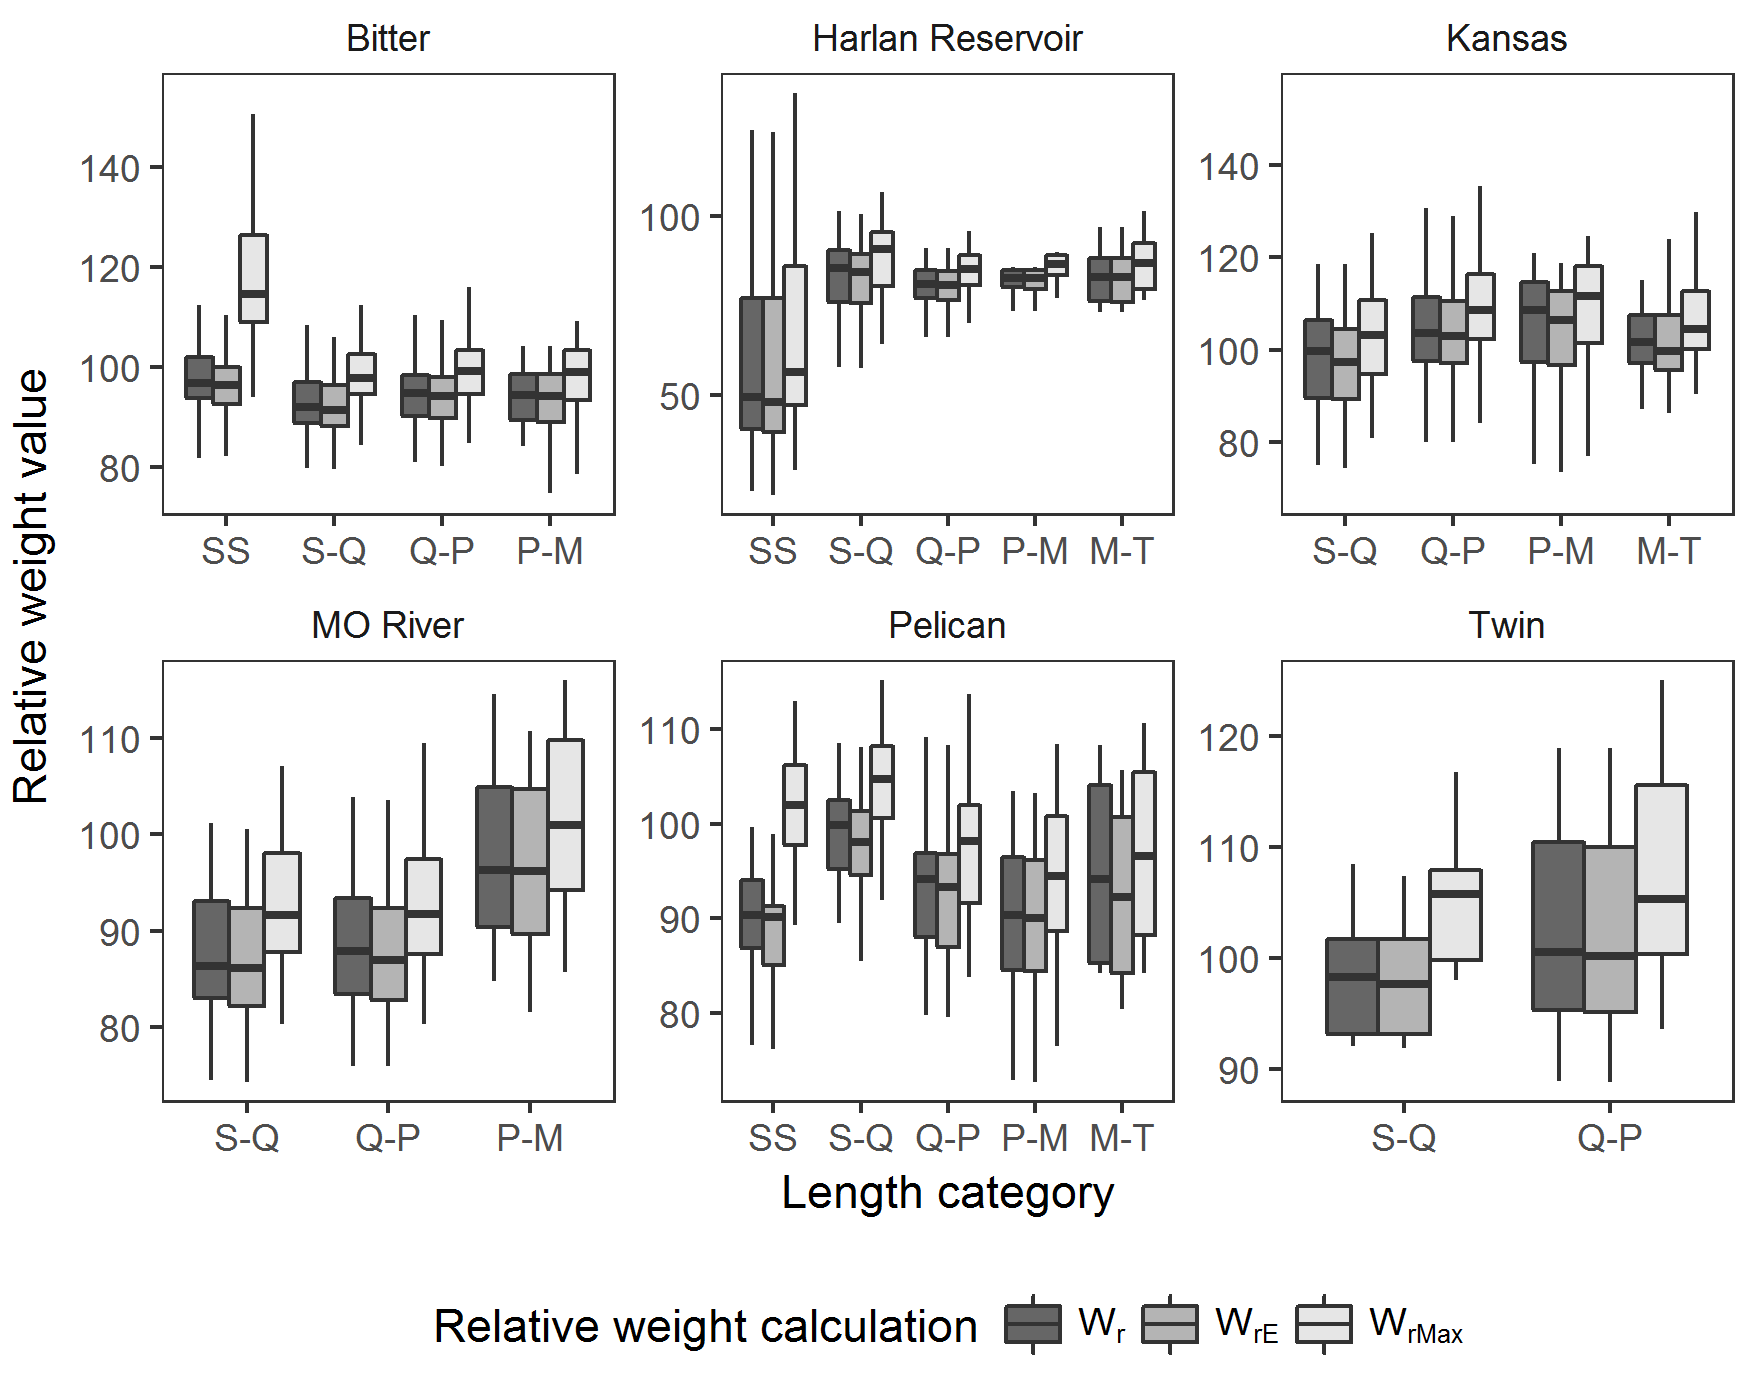 Bitter Harlan Reservoir Kansas
140
120
100
80
100
50
140
120
100
80
SS S-Q Q-P P-M
SS S-Q Q-P P-M M-T
S-Q Q-P P-M M-T
Relative weight value
MO River Pelican Twin
110
100
90
80
110
100
90
80
120
110
100
90
S-Q Q-P P-M
SS S-Q Q-P P-M M-T
S-Q Q-P
Length category
Relative weight calculation Wr WrE WrMax